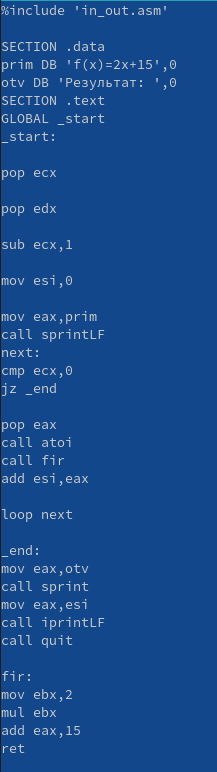 %include 'in_out.asm'
SECTION .data
prim DB 'f(x)=2x+15',0
otv DB 'Результат: ',0
SECTION .text
GLOBAL _start
_start:
pop ecx
pop edx
sub ecx,1
mov esi,0
mov eax,prim
call sprintLF
next:
cmp ecx,0
jz _end
pop eax
call atoi
call fir
add esi,eax
loop next
_end:
mov eax,otv
call sprint
mov eax,esi
call iprintLF
call quit
fir:
mov ebx,2
mul ebx
add eax,15
ret